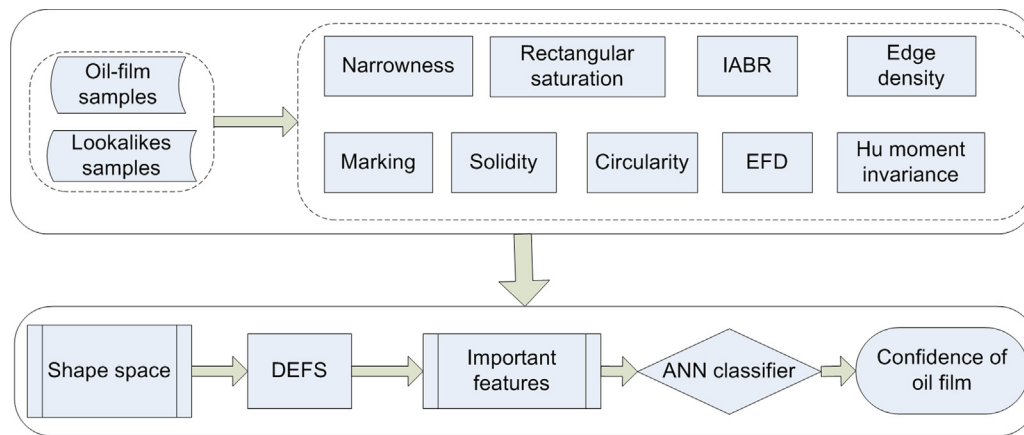 Oil-film
samples
Lookalikes
samples
Narrowness
Rectangular
saturation
IABR
Edge
density
Marking
Solidity
Circularity
EFD
Hu moment
invariance
Shape space
DEFS
Important
features
ANN classifier
Confidence of
oil film